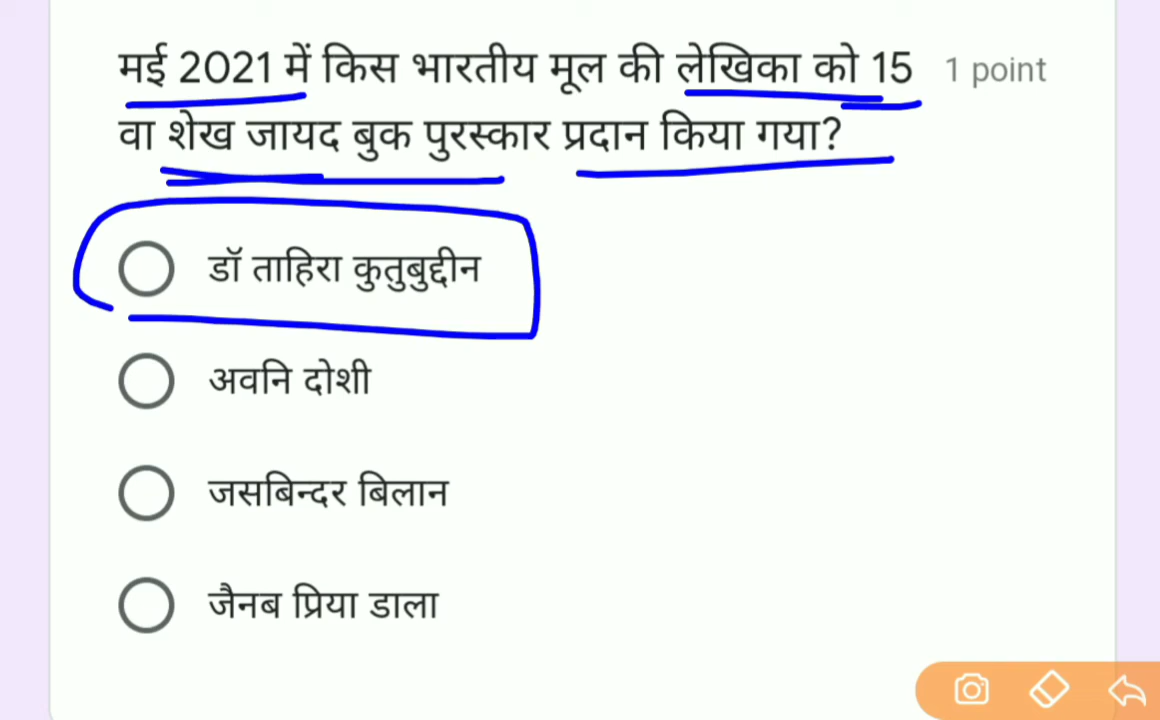 मई 2021 में किस भारतीय मूल की लेखिका को 15 1 point
वा शेख जायद बुक पुरस्कार प्रदान किया गया?
डॉ ताहिरा कुतुबुद्दीन
अवनि दोशी
जसबिन्दर बिलान
जैनब प्रिया डाला